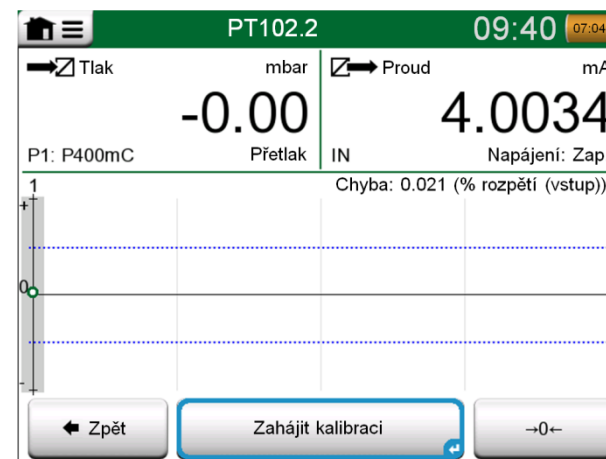 PT102.2 09:40 07:04
Tlak mbar
-0.00
P1: P400mC Přetlak
Proud mA
4.0034
IN Napájení: Zap
Chyba: 0.021 (% rozpětí (vstup))
1
+
0
-
Zpět
Zahájit kalibraci
→0←